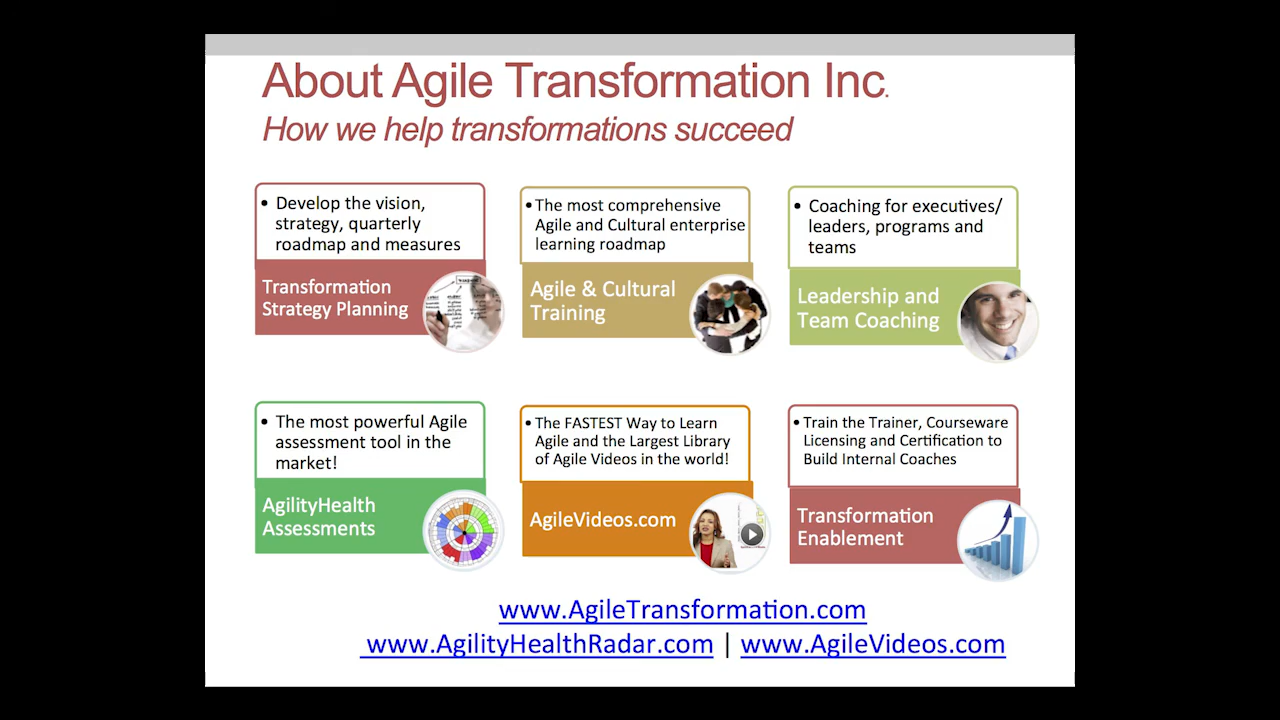 About Agile Transformation Inc.
How we help transformations succeed
• Develop the vision,
strategy, quarterly
roadmap and measures
Transformation
Strategy Planning
• The most comprehensive
Agile and Cultural enterprise
learning roadmap
Agile & Cultural
Training
• Coaching for executives/
leaders, programs and
teams
Leadership and
Team Coaching
• The most powerful Agile
assessment tool in the
market!
AgilityHealth
Assessments
• The FASTEST Way to Learn
Agile and the Largest Library
of Agile Videos in the world!
AgileVideos.com
• Train the Trainer, Courseware
Licensing and Certification to
Build Internal Coaches
Transformation
Enablement
www.AgileTransformation.com
www.AgilityHealthRadar.com | www.AgileVideos.com